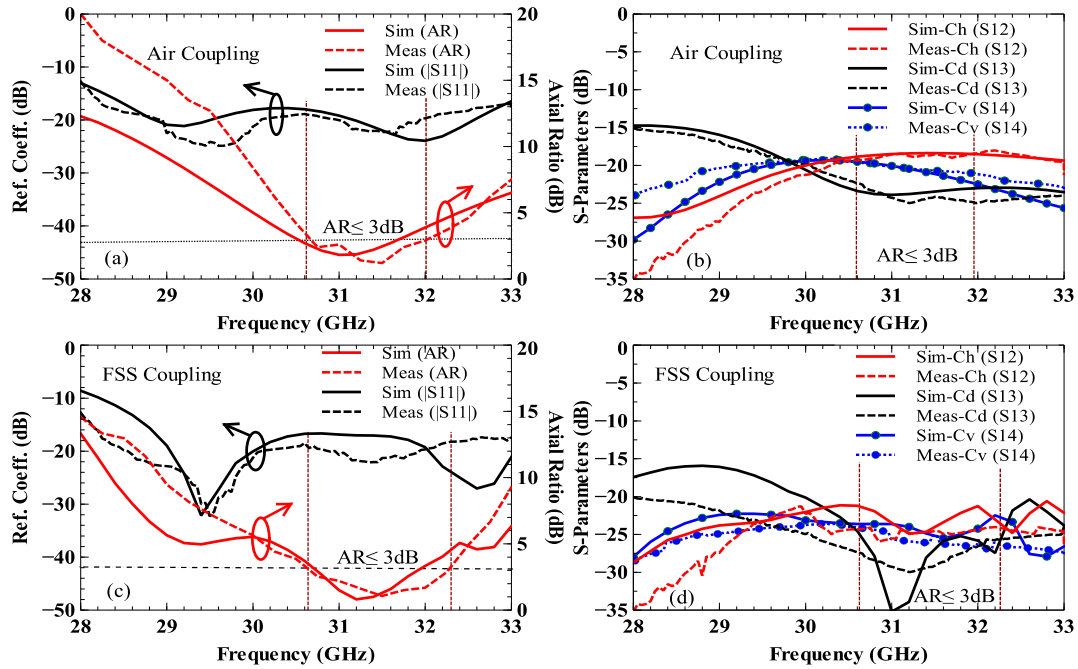 Ref. Coeff. (dB)
0
−10
−20
−30
−40
−50
28 29 30 31 32 33
Frequency (GHz)
20
15
10
5
0
Axial Ratio (dB)
Air Coupling
Sim (AR)
Meas (AR)
Sim (|S11|)
Meas (|S11|)
AR≤ 3dB
(a)
S-Parameters (dB)
0
−5
−10
−15
−20
−25
−30
−35
28 29 30 31 32 33
Frequency (GHz)
Air Coupling
Sim-Ch (S12)
Meas-Ch (S12)
Sim-Cd (S13)
Meas-Cd (S13)
Sim-Cv (S14)
Meas-Cv (S14)
AR≤ 3dB
(b)
Ref. Coeff. (dB)
0
−10
−20
−30
−40
−50
28 29 30 31 32 33
Frequency (GHz)
20
15
10
5
0
Axial Ratio (dB)
FSS Coupling
Sim (AR)
Meas (AR)
Sim (|S11|)
Meas (|S11|)
AR≤ 3dB
(c)
S-Parameters (dB)
0
−5
−10
−15
−20
−25
−30
−35
28 29 30 31 32 33
Frequency (GHz)
FSS Coupling
Sim-Ch (S12)
Meas-Ch (S12)
Sim-Cd (S13)
Meas-Cd (S13)
Sim-Cv (S14)
Meas-Cv (S14)
AR≤ 3dB
(d)